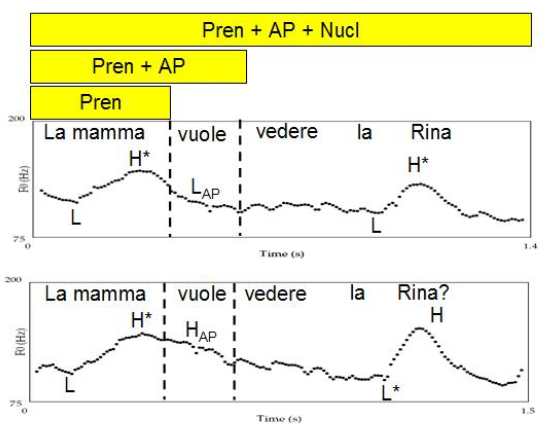 Pren + AP + Nucl
Pren + AP
Pren
200
La mamma vuole vedere la Rina
H* H*
LAP
F0 (Hz)
L L
75
0 1.4
Time (s)
200
La mamma vuole vedere la Rina?
H* H
HAP
F0 (Hz)
L L*
75
0 1.5
Time (s)